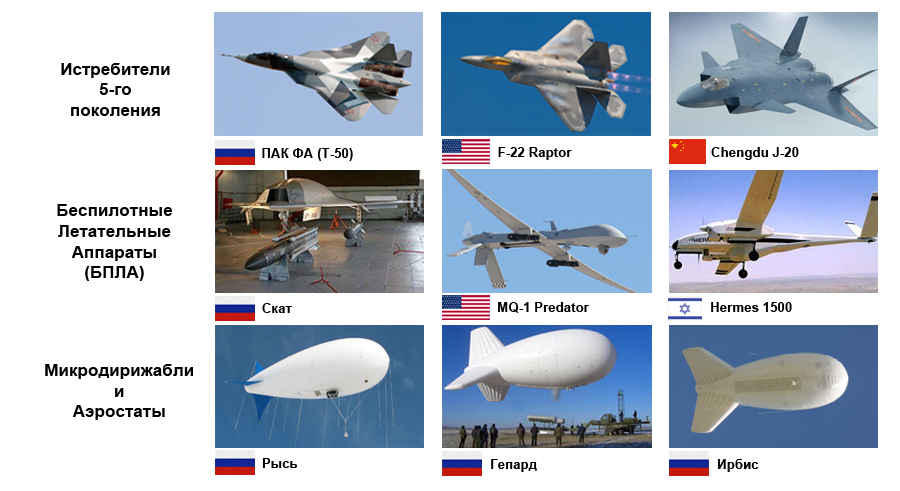 Истребители
5-го
поколения
ПАК ФА (Т-50)
F-22 Raptor
Chengdu J-20
Беспилотные
Летательные
Аппараты
(БПЛА)
Скат
MQ-1 Predator
Hermes 1500
Микродирижабли
и
Аэростаты
Рысь
Гепард
Ирбис